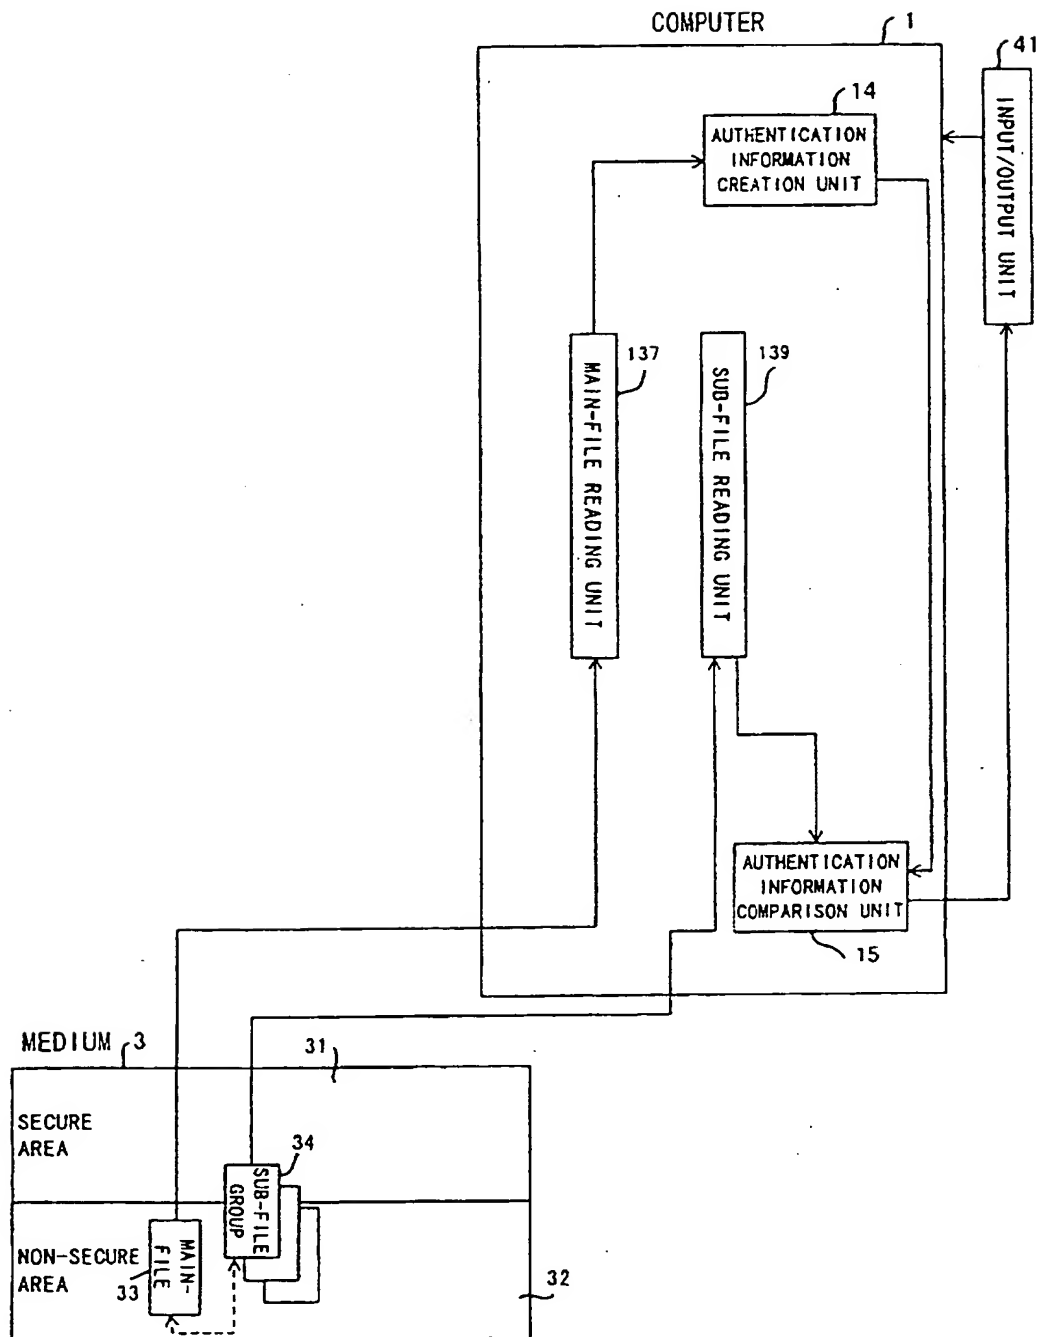 COMPUTER
1
41
14
AUTHENTICATION
INFORMATION
CREATION UNIT
INPUT/OUTPUT UNIT
137
MAIN-FILE READING UNIT
139
SUB-FILE READING UNIT
AUTHENTICATION
INFORMATION
COMPARISON UNIT
15
MEDIUM
3
31
SECURE
AREA
34
SUB-FILE
GROUP
NON-SECURE
AREA
33
MAIN-
FILE
32